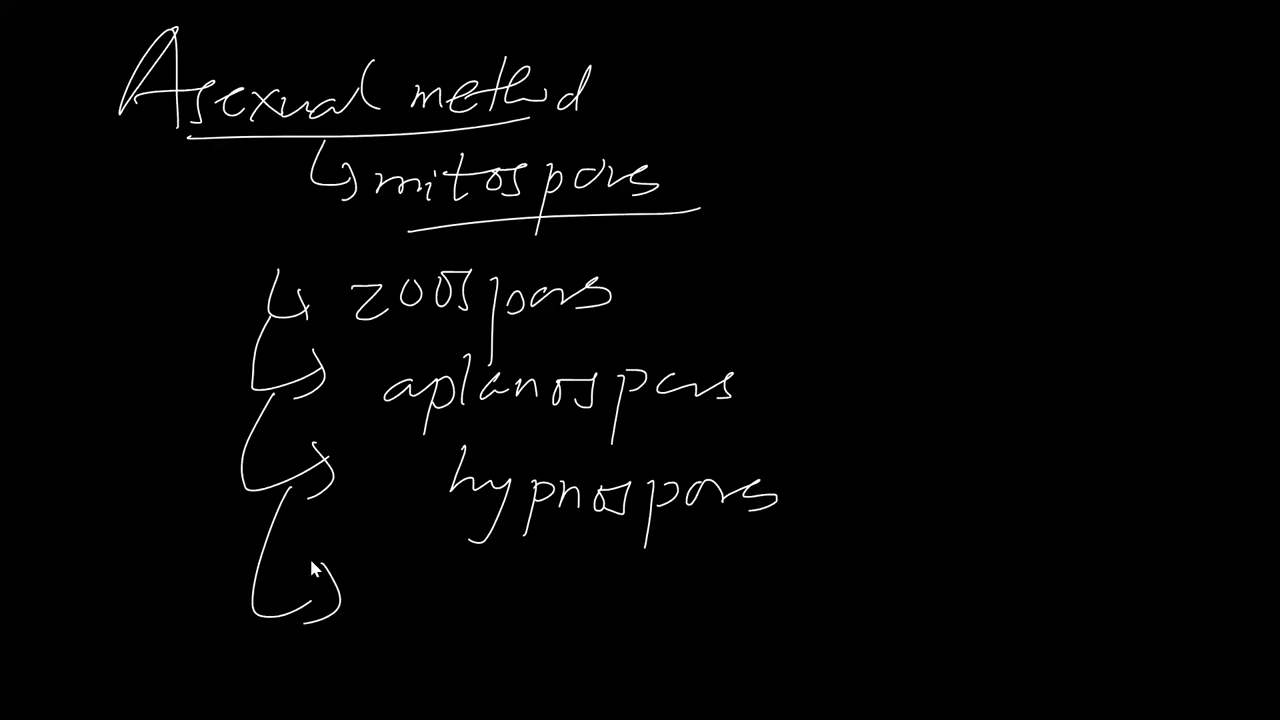 Asexual method
mitospores
zoospores
aplanospores
hypnospores